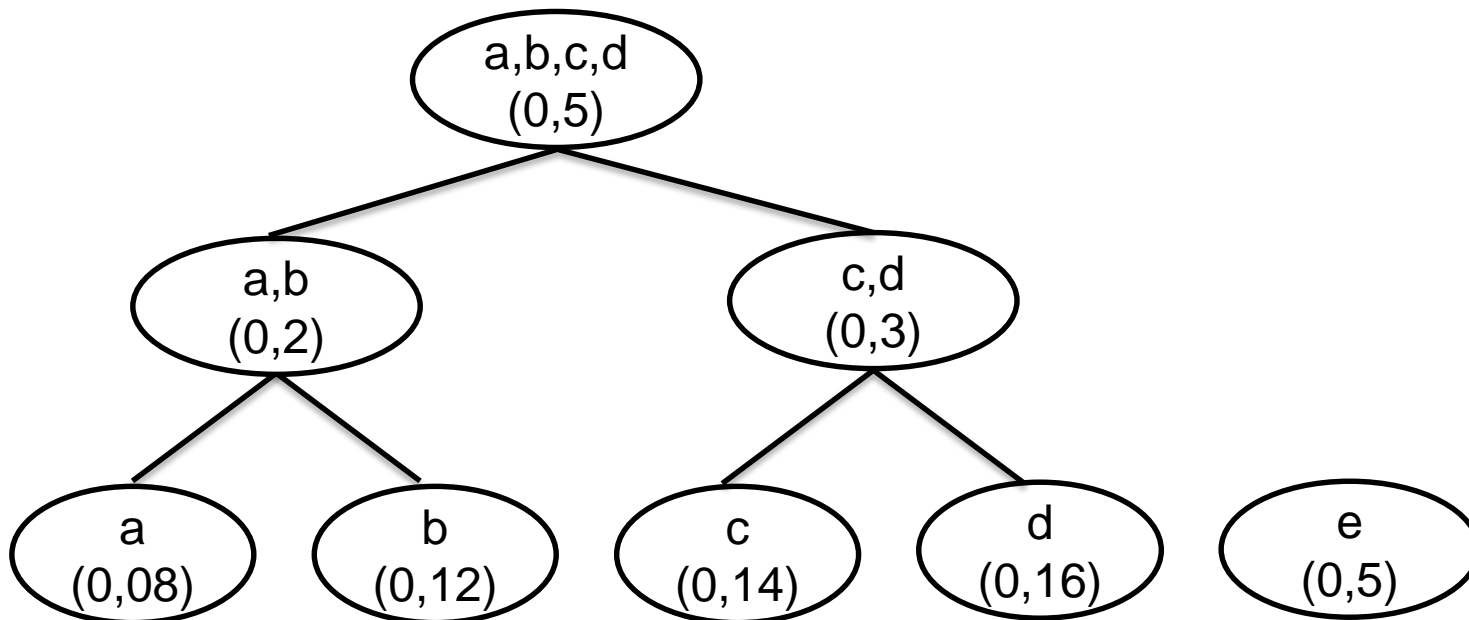 a,b,c,d
(0,5)
a,b
(0,2)
c,d
(0,3)
a
(0,08)
b
(0,12)
c
(0,14)
d
(0,16)
e
(0,5)